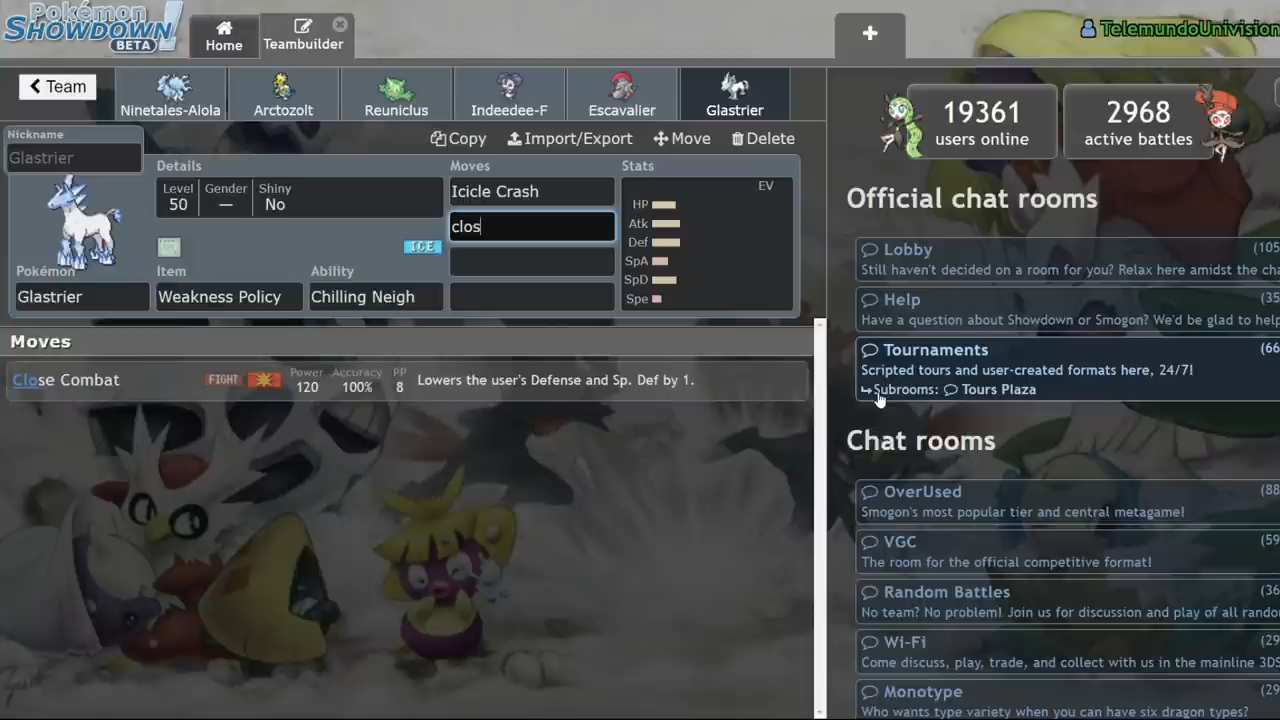 Pokémon
SHOWDOWN!
BETA
Home
Teambuilder
+
TelemundoUnivision
Team
Ninetales-Alola
Arctozolt
Reuniclus
Indeedee-F
Escavalier
Glastrier
19361
users online
2968
active battles
Nickname
Glastrier
Copy
Import/Export
Move
Delete
Details
Level
50
Gender
—
Shiny
No
ICE
Pokémon
Glastrier
Item
Weakness Policy
Ability
Chilling Neigh
Moves
Icicle Crash
clos
Stats
EV
HP
Atk
Def
SpA
SpD
Spe
Moves
Close Combat
FIGHT
Power
120
Accuracy
100%
PP
8
Lowers the user's Defense and Sp. Def by 1.
Official chat rooms
Lobby (105
Still haven't decided on a room for you? Relax here amidst the cha
Help (35
Have a question about Showdown or Smogon? We'd be glad to help
Tournaments (66
Scripted tours and user-created formats here, 24/7!
Subrooms: Tours Plaza
Chat rooms
OverUsed (88
Smogon's most popular tier and central metagame!
VGC (59
The room for the official competitive format!
Random Battles (36
No team? No problem! Join us for discussion and play of all rando
Wi-Fi (29
Come discuss, play, trade, and collect with us in the mainline 3DS
Monotype (29
Who wants type variety when you can have six dragon types?